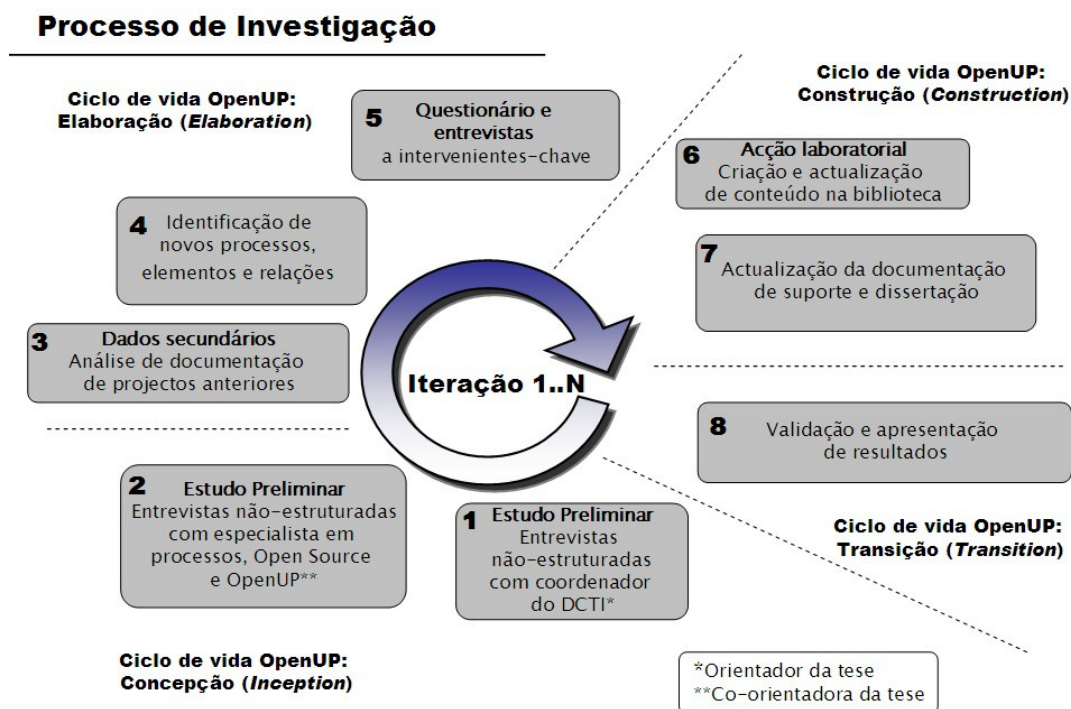 Processo de Investigação
Ciclo de vida OpenUP:
Elaboração (Elaboration)
5 Questionário e
entrevistas
a intervenientes-chave
Ciclo de vida OpenUP:
Construção (Construction)
6 Acção laboratorial
Criação e actualização
de conteúdo na biblioteca
4 Identificação de
novos processos,
elementos e relações
7 Actualização da documentação
de suporte e dissertação
3 Dados secundários
Análise de documentação
de projectos anteriores
Iteração 1..N
8 Validação e apresentação
de resultados
2 Estudo Preliminar
Entrevistas não-estruturadas
com especialista em
processos, Open Source
e OpenUP**
1 Estudo Preliminar
Entrevistas
não-estruturadas
com coordenador
do DCTI*
Ciclo de vida OpenUP:
Transição (Transition)
Ciclo de vida OpenUP:
Concepção (Inception)
*Orientador da tese
**Co-orientadora da tese